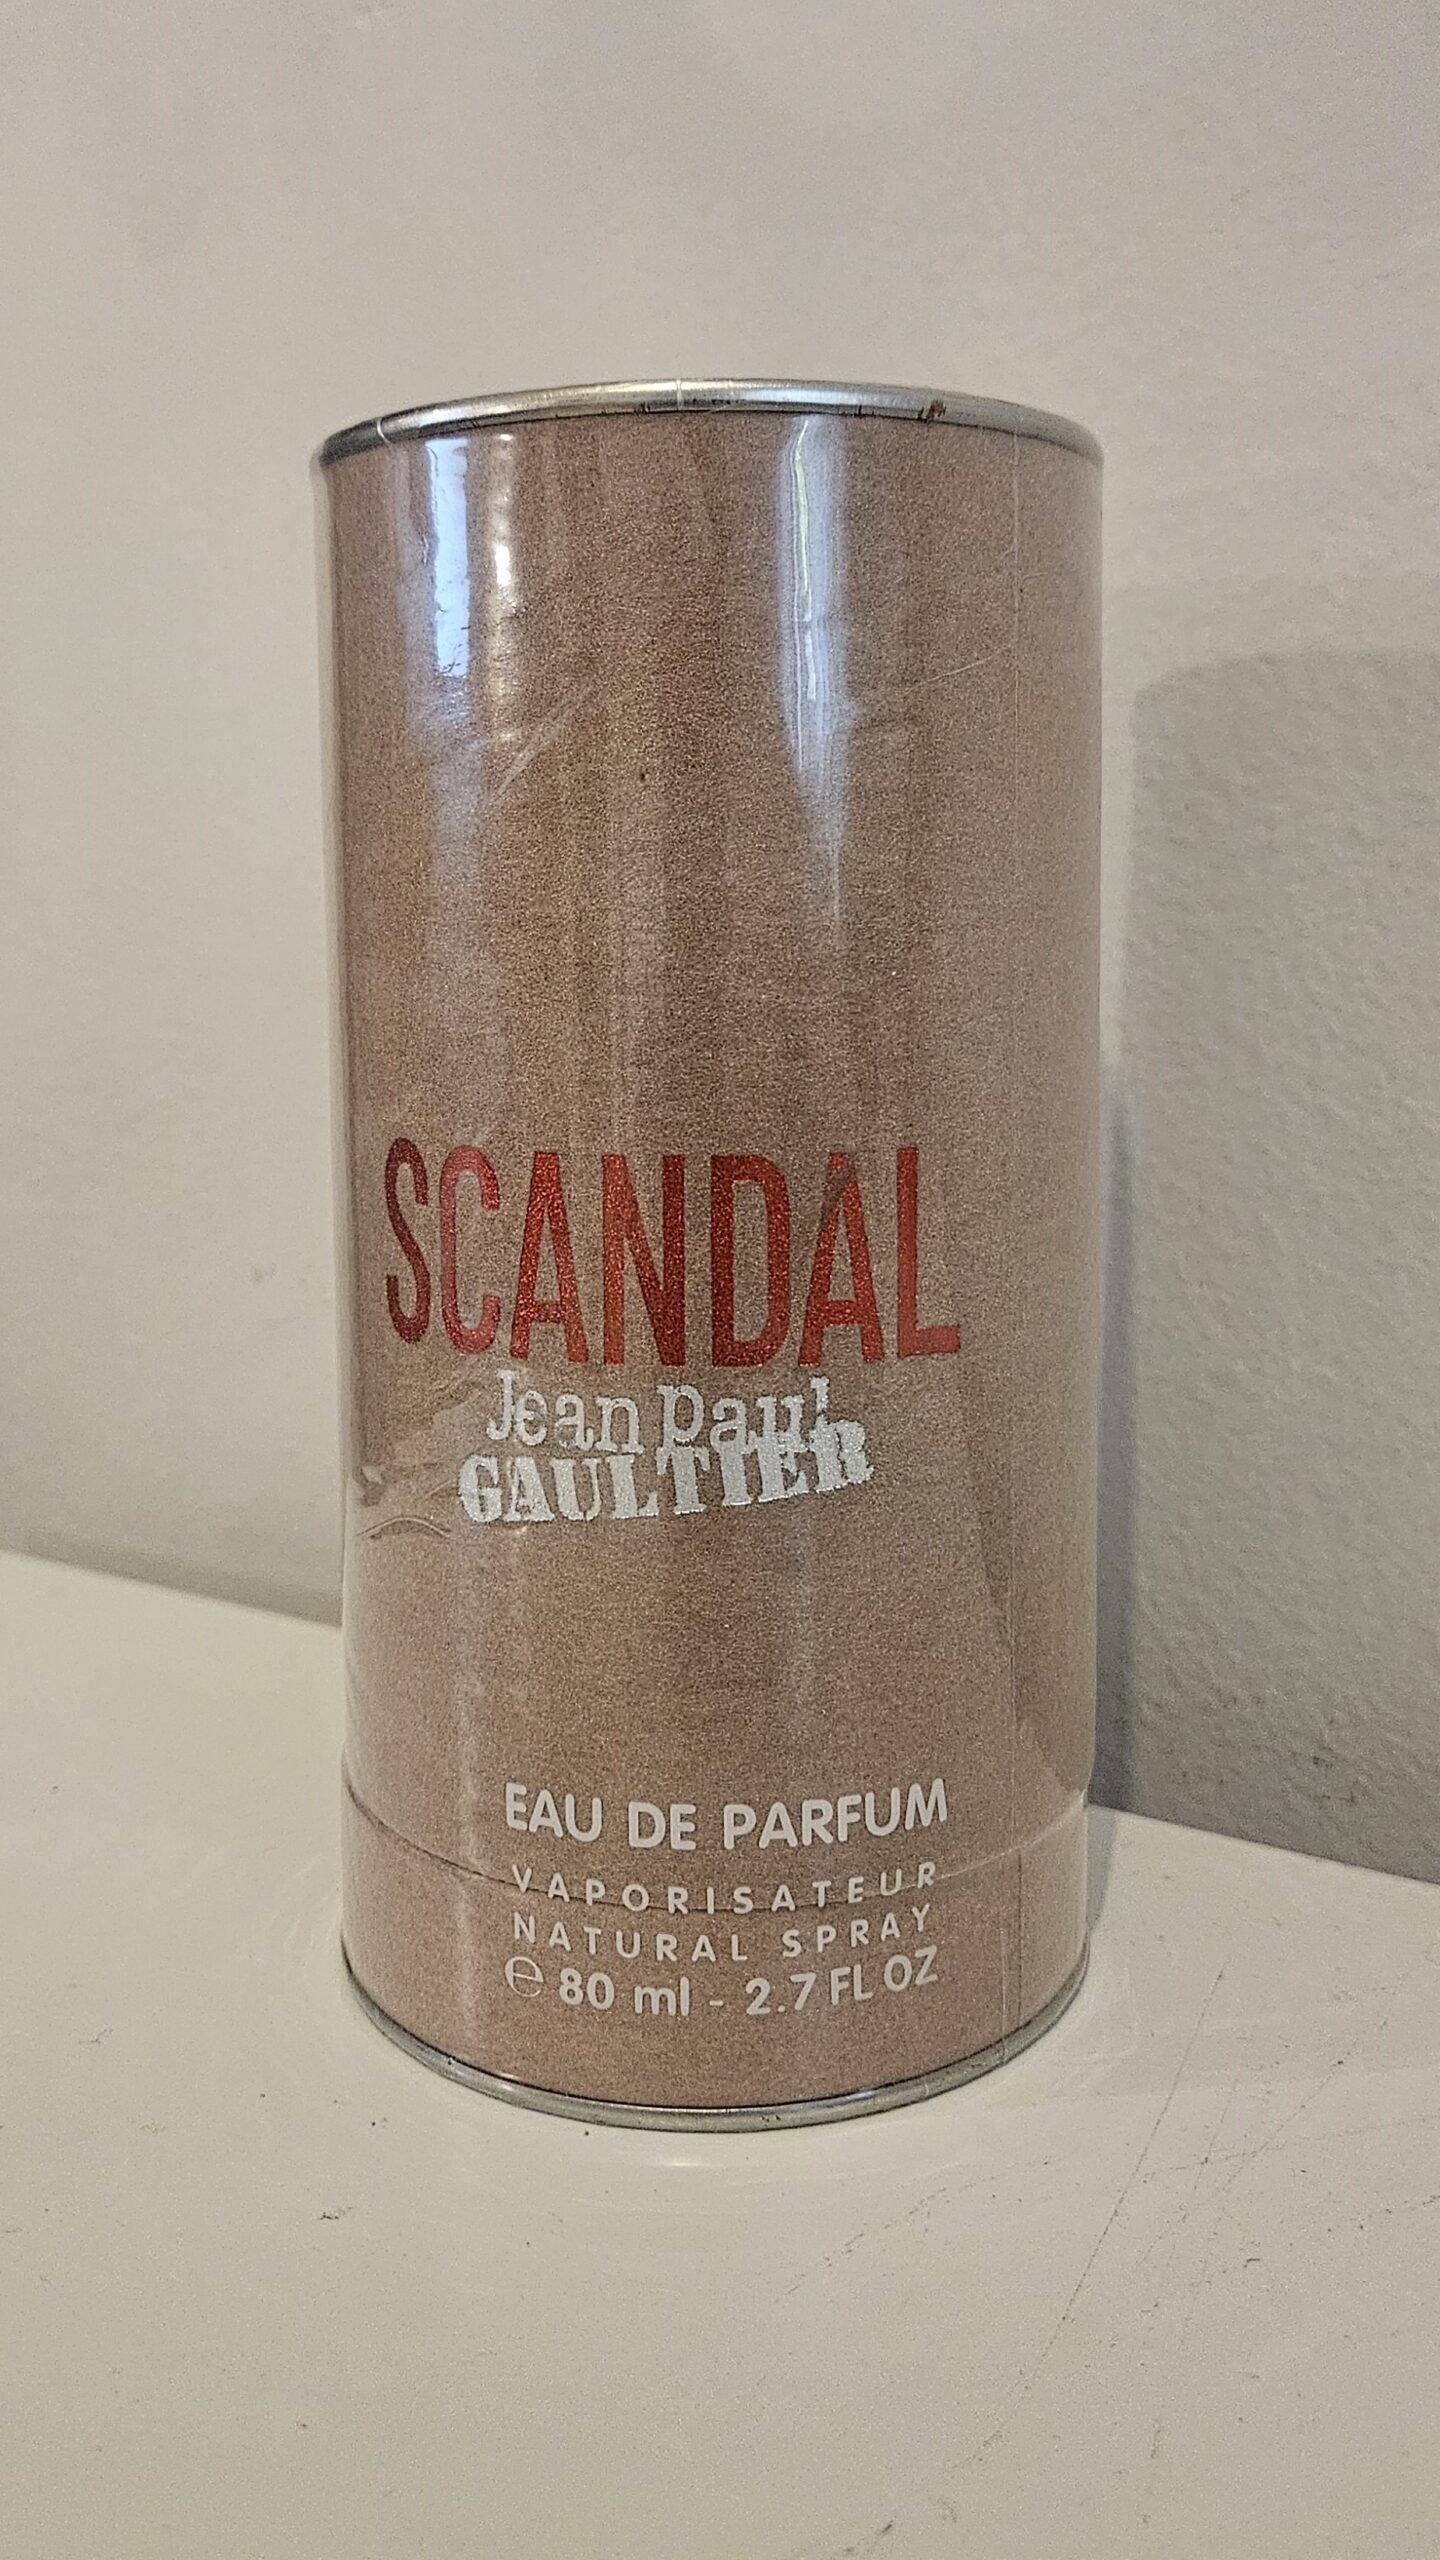 SCANDAL
Jean Paul
GAULTIER
EAU DE PARFUM
VAPORISATEUR
NATURAL SPRAY
℮ 80 ml - 2.7 FL OZ